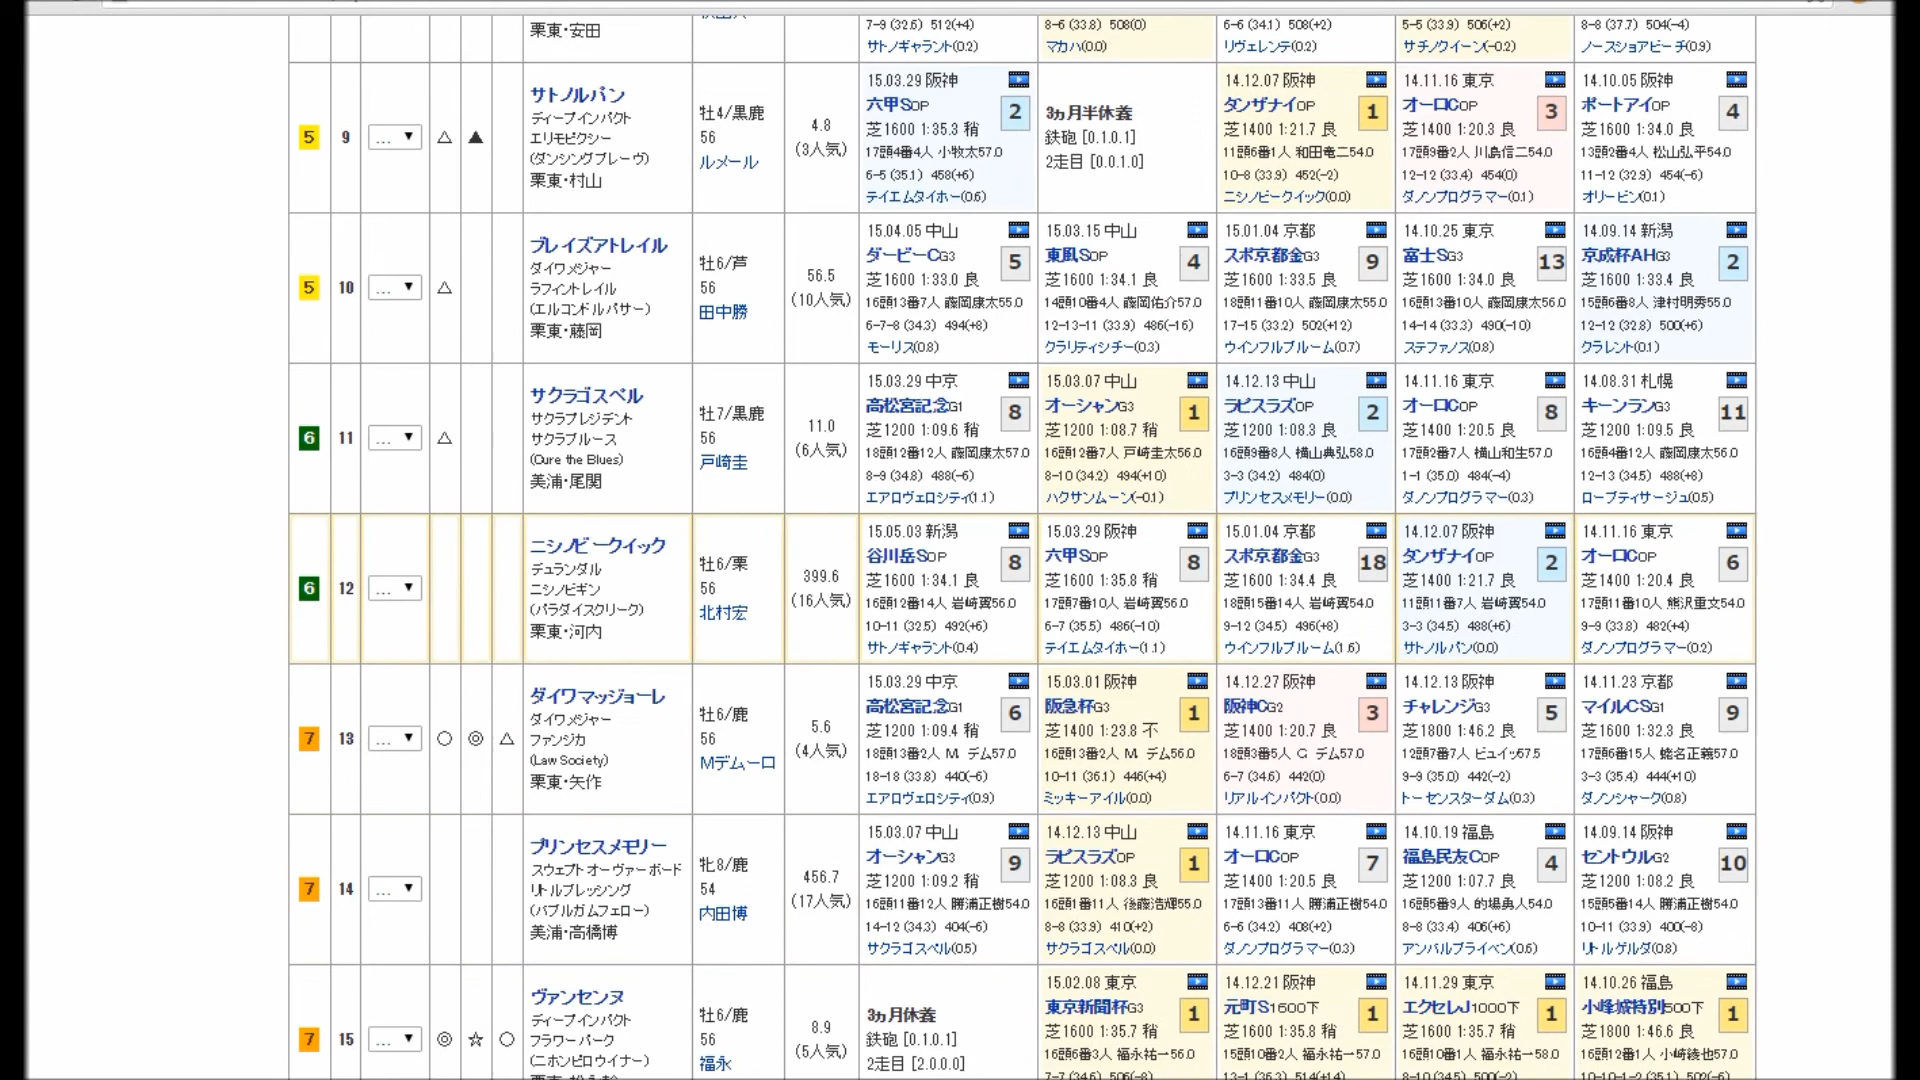 栗東・安田
7-9 (32.6) 512(+4)
サトノギャラント(0.2)
8-6 (33.8) 508(0)
マカハ(0.0)
6-6 (34.1) 508(+2)
リヴェレンテ(0.2)
5-5 (33.9) 506(+2)
サチノクイーン(-0.2)
8-8 (37.7) 504(-4)
ノースショアビーチ(0.9)
5 9 ... ▼ △ ▲
サトノルパン
ディープインパクト
エリモピクシー
(ダンシングブレーヴ)
栗東・村山
牡4/黒鹿
56
ルメール
4.8
(3人気)
15.03.29 阪神
六甲SOP 2
芝1600 1:35.3 稍
17頭4番4人 小牧太57.0
6-5 (35.1) 458(+6)
テイエムタイホー(0.6)
3ヵ月半休養
鉄砲 [0.1.0.1]
2走目 [0.0.1.0]
14.12.07 阪神
タンザナイOP 1
芝1400 1:21.7 良
11頭6番1人 和田竜二54.0
10-8 (33.9) 452(-2)
ニシノビークイック(0.0)
14.11.16 東京
オーロCOP 3
芝1400 1:20.3 良
17頭9番2人 川島信二54.0
12-12 (33.4) 454(0)
ダノンプログラマー(0.1)
14.10.05 阪神
ポートアイOP 4
芝1600 1:34.0 良
13頭2番4人 松山弘平54.0
11-12 (32.9) 454(-6)
オリービン(0.1)
5 10 ... ▼ △
ブレイズアトレイル
ダイワメジャー
ラフィントレイル
(エルコンドルパサー)
栗東・藤岡
牡6/芦
56
田中勝
56.5
(10人気)
15.04.05 中山
ダービーCG3 5
芝1600 1:33.0 良
16頭13番7人 藤岡康太55.0
6-7-8 (34.3) 494(+8)
モーリス(0.8)
15.03.15 中山
東風SOP 4
芝1600 1:34.1 良
14頭10番4人 藤岡佑介57.0
12-13-11 (33.9) 486(-16)
クラリティシチー(0.3)
15.01.04 京都
スポ京都金G3 9
芝1600 1:33.5 良
18頭11番10人 藤岡康太55.0
17-15 (33.2) 502(+12)
ウインフルブルーム(0.7)
14.10.25 東京
富士SG3 13
芝1600 1:34.0 良
16頭13番10人 藤岡康太56.0
14-14 (33.3) 490(-10)
ステファノス(0.8)
14.09.14 新潟
京成杯AHG3 2
芝1600 1:33.4 良
15頭6番8人 津村明秀55.0
12-12 (32.8) 500(+6)
クラレント(0.1)
6 11 ... ▼ △
サクラゴスペル
サクラプレジデント
サクラブルース
(Cure the Blues)
美浦・尾関
牡7/黒鹿
56
戸崎圭
11.0
(6人気)
15.03.29 中京
高松宮記念G1 8
芝1200 1:09.6 稍
18頭12番12人 藤岡康太57.0
8-9 (34.8) 488(-6)
エアロヴェロシティ(1.1)
15.03.07 中山
オーシャンG3 1
芝1200 1:08.7 稍
16頭12番7人 戸崎圭太56.0
8-10 (34.2) 494(+10)
ハクサンムーン(-0.1)
14.12.13 中山
ラピスラズOP 2
芝1200 1:08.3 良
16頭9番8人 横山典弘58.0
3-3 (34.2) 484(0)
プリンセスメモリー(0.0)
14.11.16 東京
オーロCOP 8
芝1400 1:20.5 良
17頭2番7人 横山和生57.0
1-1 (35.0) 484(-4)
ダノンプログラマー(0.3)
14.08.31 札幌
キーンランG3 11
芝1200 1:09.5 良
16頭4番12人 藤岡康太56.0
12-13 (34.5) 488(+8)
ローブティサージュ(0.5)
6 12 ... ▼
ニシノビークイック
デュランダル
ニシノビギン
(パラダイスクリーク)
栗東・河内
牡6/栗
56
北村宏
399.6
(16人気)
15.05.03 新潟
谷川岳SOP 8
芝1600 1:34.1 良
16頭12番14人 岩崎翼56.0
10-11 (32.5) 492(+6)
サトノギャラント(0.4)
15.03.29 阪神
六甲SOP 8
芝1600 1:35.8 稍
17頭7番10人 岩崎翼56.0
6-7 (35.5) 486(-10)
テイエムタイホー(1.1)
15.01.04 京都
スポ京都金G3 18
芝1600 1:34.4 良
18頭15番14人 岩崎翼54.0
9-12 (34.5) 496(+8)
ウインフルブルーム(1.6)
14.12.07 阪神
タンザナイOP 2
芝1400 1:21.7 良
11頭11番7人 岩崎翼54.0
3-3 (34.5) 488(+6)
サトノルパン(0.0)
14.11.16 東京
オーロCOP 6
芝1400 1:20.4 良
17頭11番10人 熊沢重文54.0
9-9 (33.8) 482(+4)
ダノンプログラマー(0.2)
7 13 ... ▼ ○ ◎ △
ダイワマッジョーレ
ダイワメジャー
ファンジカ
(Law Society)
栗東・矢作
牡6/鹿
56
Mデムーロ
5.6
(4人気)
15.03.29 中京
高松宮記念G1 6
芝1200 1:09.4 稍
18頭13番2人 M. デム57.0
18-18 (33.8) 440(-6)
エアロヴェロシティ(0.9)
15.03.01 阪神
阪急杯G3 1
芝1400 1:23.8 不
16頭13番2人 M. デム56.0
10-11 (36.1) 446(+4)
ミッキーアイル(0.0)
14.12.27 阪神
阪神CG2 3
芝1400 1:20.7 良
18頭3番5人 C. デム57.0
6-7 (34.6) 442(0)
リアルインパクト(0.0)
14.12.13 阪神
チャレンジG3 5
芝1800 1:46.2 良
12頭7番7人 ビュイッ57.5
9-9 (35.0) 442(-2)
トーセンスターダム(0.3)
14.11.23 京都
マイルCSG1 9
芝1600 1:32.3 良
17頭6番15人 蛯名正義57.0
3-3 (35.4) 444(+10)
ダノンシャーク(0.8)
7 14 ... ▼
プリンセスメモリー
スウェプトオーヴァーボード
リトルブレッシング
(バブルガムフェロー)
美浦・高橋博
牝8/鹿
54
内田博
456.7
(17人気)
15.03.07 中山
オーシャンG3 9
芝1200 1:09.2 稍
16頭11番12人 勝浦正樹54.0
14-12 (34.3) 404(-6)
サクラゴスペル(0.5)
14.12.13 中山
ラピスラズOP 1
芝1200 1:08.3 良
16頭1番11人 後藤浩輝55.0
8-8 (33.9) 410(+2)
サクラゴスペル(0.0)
14.11.16 東京
オーロCOP 7
芝1400 1:20.5 良
17頭13番11人 勝浦正樹54.0
6-6 (34.2) 408(+2)
ダノンプログラマー(0.3)
14.10.19 福島
福島民友COP 4
芝1200 1:07.7 良
16頭5番9人 的場勇人54.0
8-8 (33.4) 406(+6)
アンバルブライベン(0.6)
14.09.14 阪神
セントウルG2 10
芝1200 1:08.2 良
15頭5番14人 勝浦正樹54.0
10-11 (33.9) 400(-8)
リトルゲルダ(0.8)
7 15 ... ▼ ◎ ☆ ○
ヴァンセンヌ
ディープインパクト
フラワーパーク
(ニホンピロウイナー)
牡6/鹿
56
福永
8.9
(5人気)
3ヵ月休養
鉄砲 [0.1.0.1]
2走目 [2.0.0.0]
15.02.08 東京
東京新聞杯G3 1
芝1600 1:35.7 稍
16頭6番3人 福永祐一56.0
7-7 (34.6) 506(-8)
14.12.21 阪神
元町S1600下 1
芝1600 1:35.8 稍
15頭10番2人 福永祐一57.0
13-1 (36.3) 514(+14)
14.11.29 東京
エクセレJ1000下 1
芝1600 1:35.7 稍
16頭10番1人 福永祐一58.0
8-10 (34.5) 500(-2)
14.10.26 福島
小峰城特別500下 1
芝1800 1:46.6 良
16頭12番1人 小崎綾也57.0
10-10-1-2 (35.1) 502(-6)